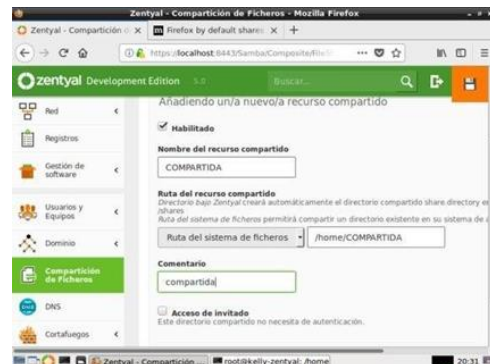 Zentyal - Compartición de Ficheros - Mozilla Firefox
Zentyal - Compartición d
Firefox by default shares
https://localhost:8443/Samba/Composite/File
zentyal Development Edition 5.0
Buscar...
Red
Registros
Gestión de
software
Usuarios y
Equipos
Dominio
Compartición
de Ficheros
DNS
Cortafuegos
Añadiendo un/a nuevo/a recurso compartido
Habilitado
Nombre del recurso compartido
COMPARTIDA
Ruta del recurso compartido
Directorio bajo Zentyal creará automáticamente el directorio compartido share directory en
/shares
Ruta del sistema de ficheros permitirá compartir un directorio existente en su sistema de a
Ruta del sistema de ficheros
/home/COMPARTIDA
Comentario
compartida
Acceso de invitado
Este directorio compartido no necesita de autenticación.
Zentyal - Compartición ...
root@kelly-zentyal: /home
20:31